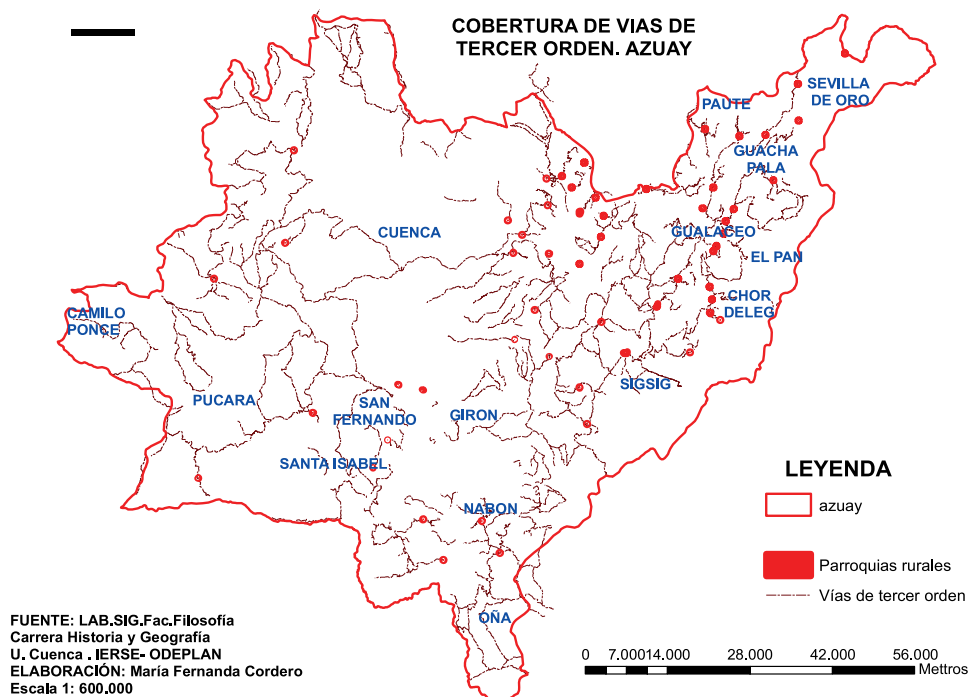 COBERTURA DE VIAS DE
TERCER ORDEN. AZUAY
SEVILLA
DE ORO
PAUTE
GUACHA
PALA
CUENCA
GUALACEO
EL PAN
CHOR
DELEG
CAMILO
PONCE
SIGSIG
PUCARA
SAN
FERNANDO
GIRON
SANTA ISABEL
NABON
OÑA
LEYENDA
azuay
Parroquias rurales
Vías de tercer orden
FUENTE: LAB.SIG.Fac.Filosofía
Carrera Historia y Geografía
U. Cuenca . IERSE- ODEPLAN
ELABORACIÓN: María Fernanda Cordero
Escala 1: 600.000
0 7.00014.000 28.000 42.000 56.000
Mettros